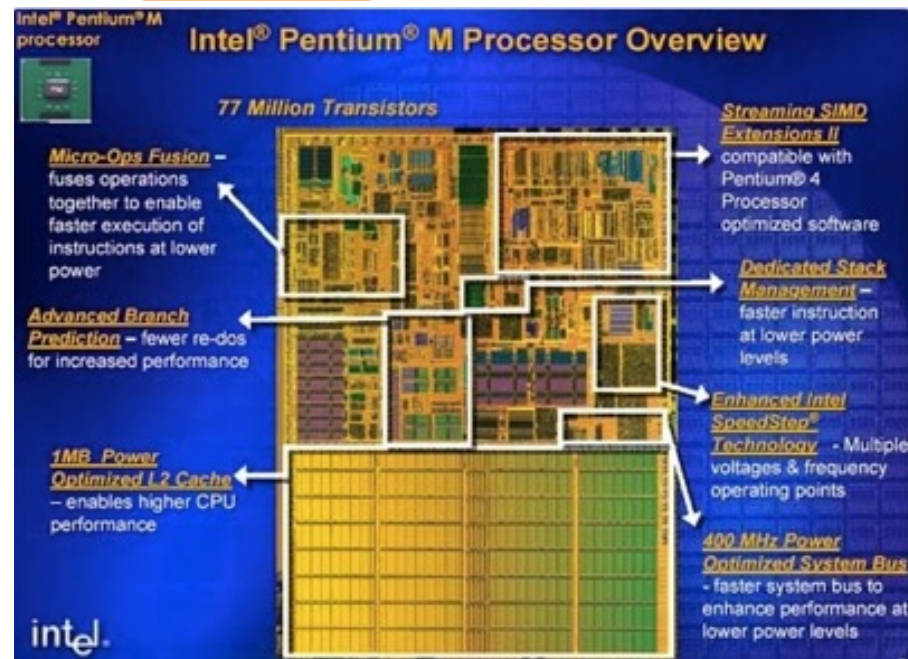 Intel® Pentium® M
processor
Intel® Pentium® M Processor Overview
77 Million Transistors
Micro-Ops Fusion –
fuses operations
together to enable
faster execution of
instructions at lower
power
Advanced Branch
Prediction – fewer re-dos
for increased performance
1MB Power
Optimized L2 Cache
– enables higher CPU
performance
Streaming SIMD
Extensions II
compatible with
Pentium® 4
Processor
optimized software
Dedicated Stack
Management –
faster instruction
at lower power
levels
Enhanced Intel
SpeedStep®
Technology - Multiple
voltages & frequency
operating points
400 MHz Power
Optimized System Bus
- faster system bus to
enhance performance at
lower power levels
intel.